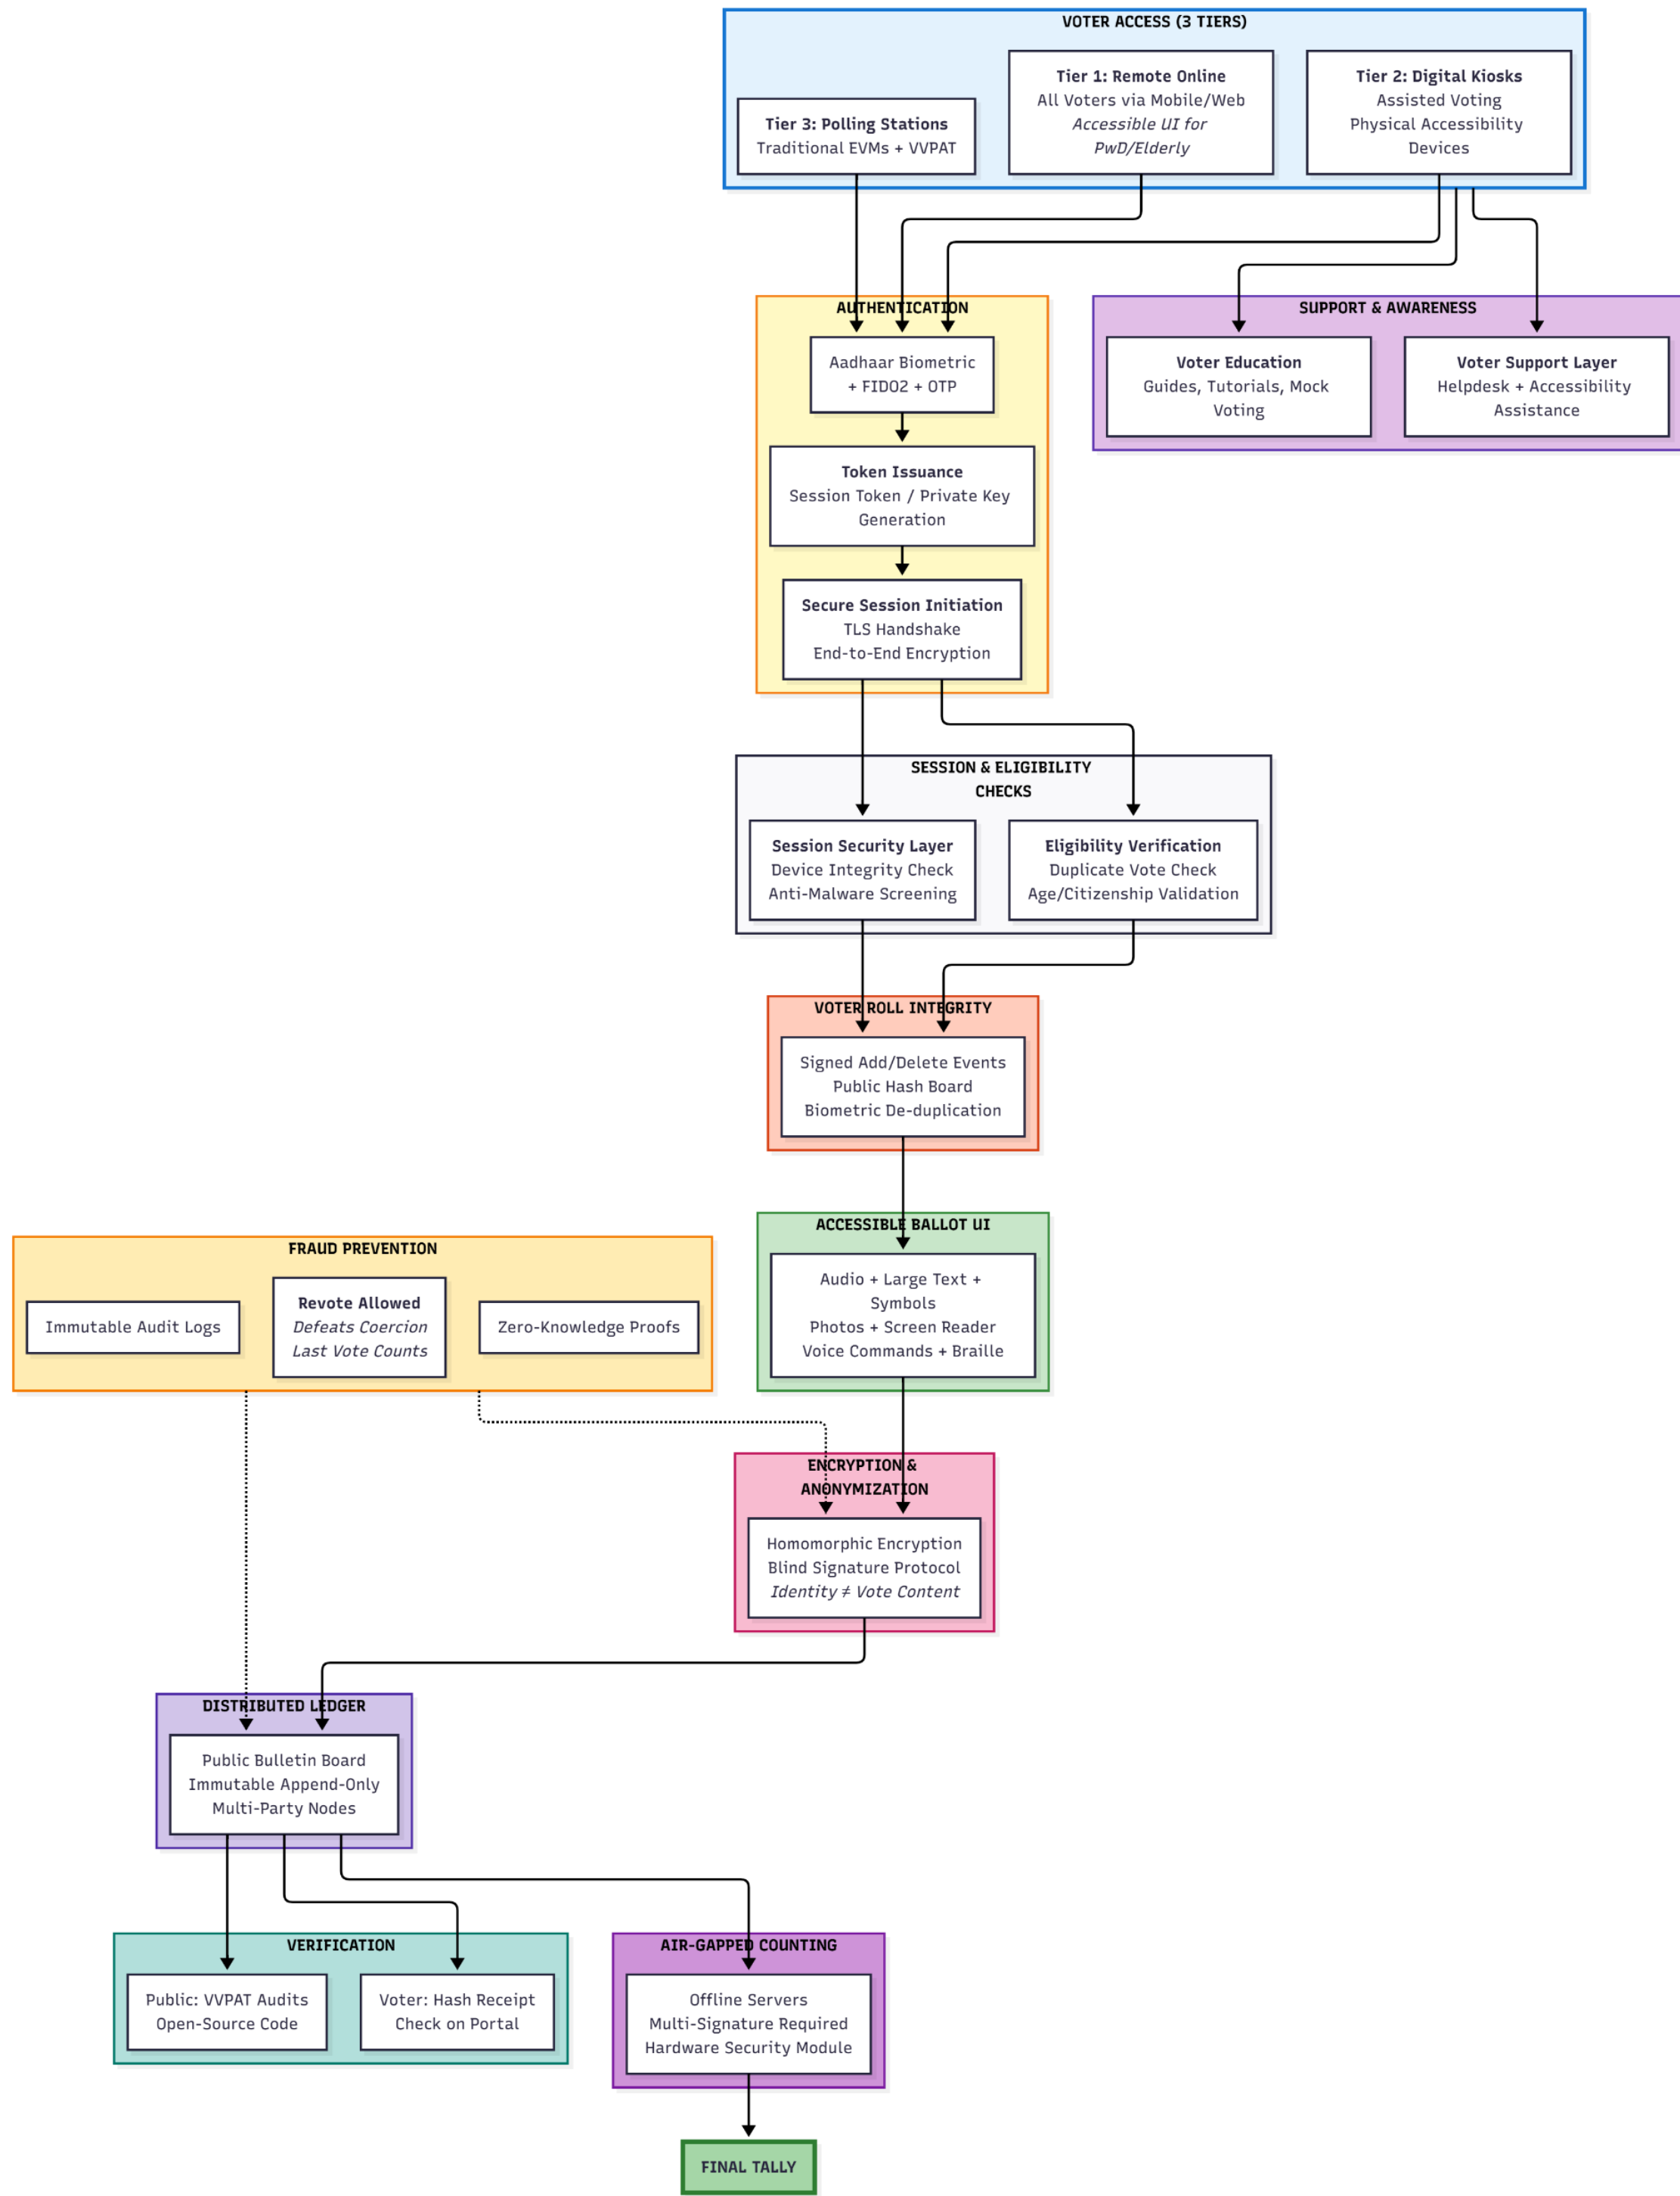 VOTER ACCESS (3 TIERS)
Tier 3: Polling Stations
Traditional EVMs + VVPAT
Tier 1: Remote Online
All Voters via Mobile/Web
Accessible UI for
PwD/Elderly
Tier 2: Digital Kiosks
Assisted Voting
Physical Accessibility
Devices
AUTHENTICATION
Aadhaar Biometric
+ FIDO2 + OTP
Token Issuance
Session Token / Private Key
Generation
Secure Session Initiation
TLS Handshake
End-to-End Encryption
SUPPORT & AWARENESS
Voter Education
Guides, Tutorials, Mock
Voting
Voter Support Layer
Helpdesk + Accessibility
Assistance
SESSION & ELIGIBILITY
CHECKS
Session Security Layer
Device Integrity Check
Anti-Malware Screening
Eligibility Verification
Duplicate Vote Check
Age/Citizenship Validation
VOTER ROLL INTEGRITY
Signed Add/Delete Events
Public Hash Board
Biometric De-duplication
ACCESSIBLE BALLOT UI
Audio + Large Text +
Symbols
Photos + Screen Reader
Voice Commands + Braille
FRAUD PREVENTION
Immutable Audit Logs
Revote Allowed
Defeats Coercion
Last Vote Counts
Zero-Knowledge Proofs
ENCRYPTION &
ANONYMIZATION
Homomorphic Encryption
Blind Signature Protocol
Identity ≠ Vote Content
DISTRIBUTED LEDGER
Public Bulletin Board
Immutable Append-Only
Multi-Party Nodes
VERIFICATION
Public: VVPAT Audits
Open-Source Code
Voter: Hash Receipt
Check on Portal
AIR-GAPPED COUNTING
Offline Servers
Multi-Signature Required
Hardware Security Module
FINAL TALLY